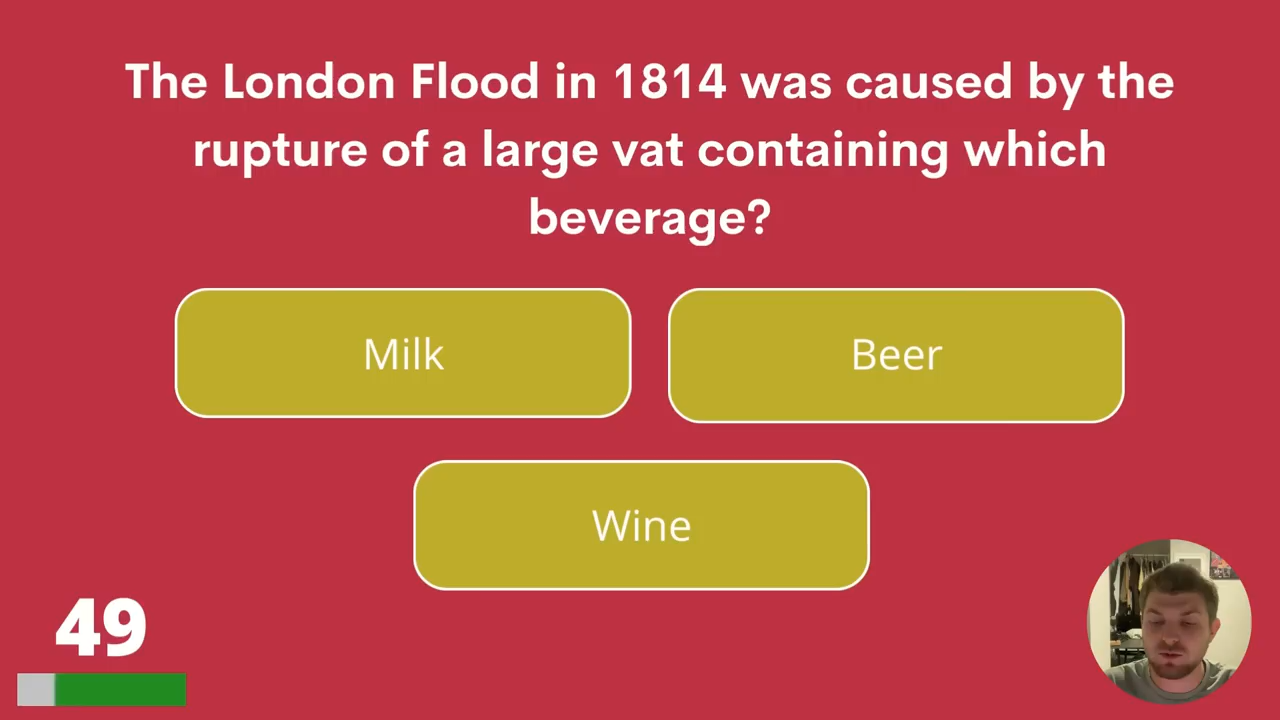 The London Flood in 1814 was caused by the
rupture of a large vat containing which
beverage?
Milk
Beer
Wine
49